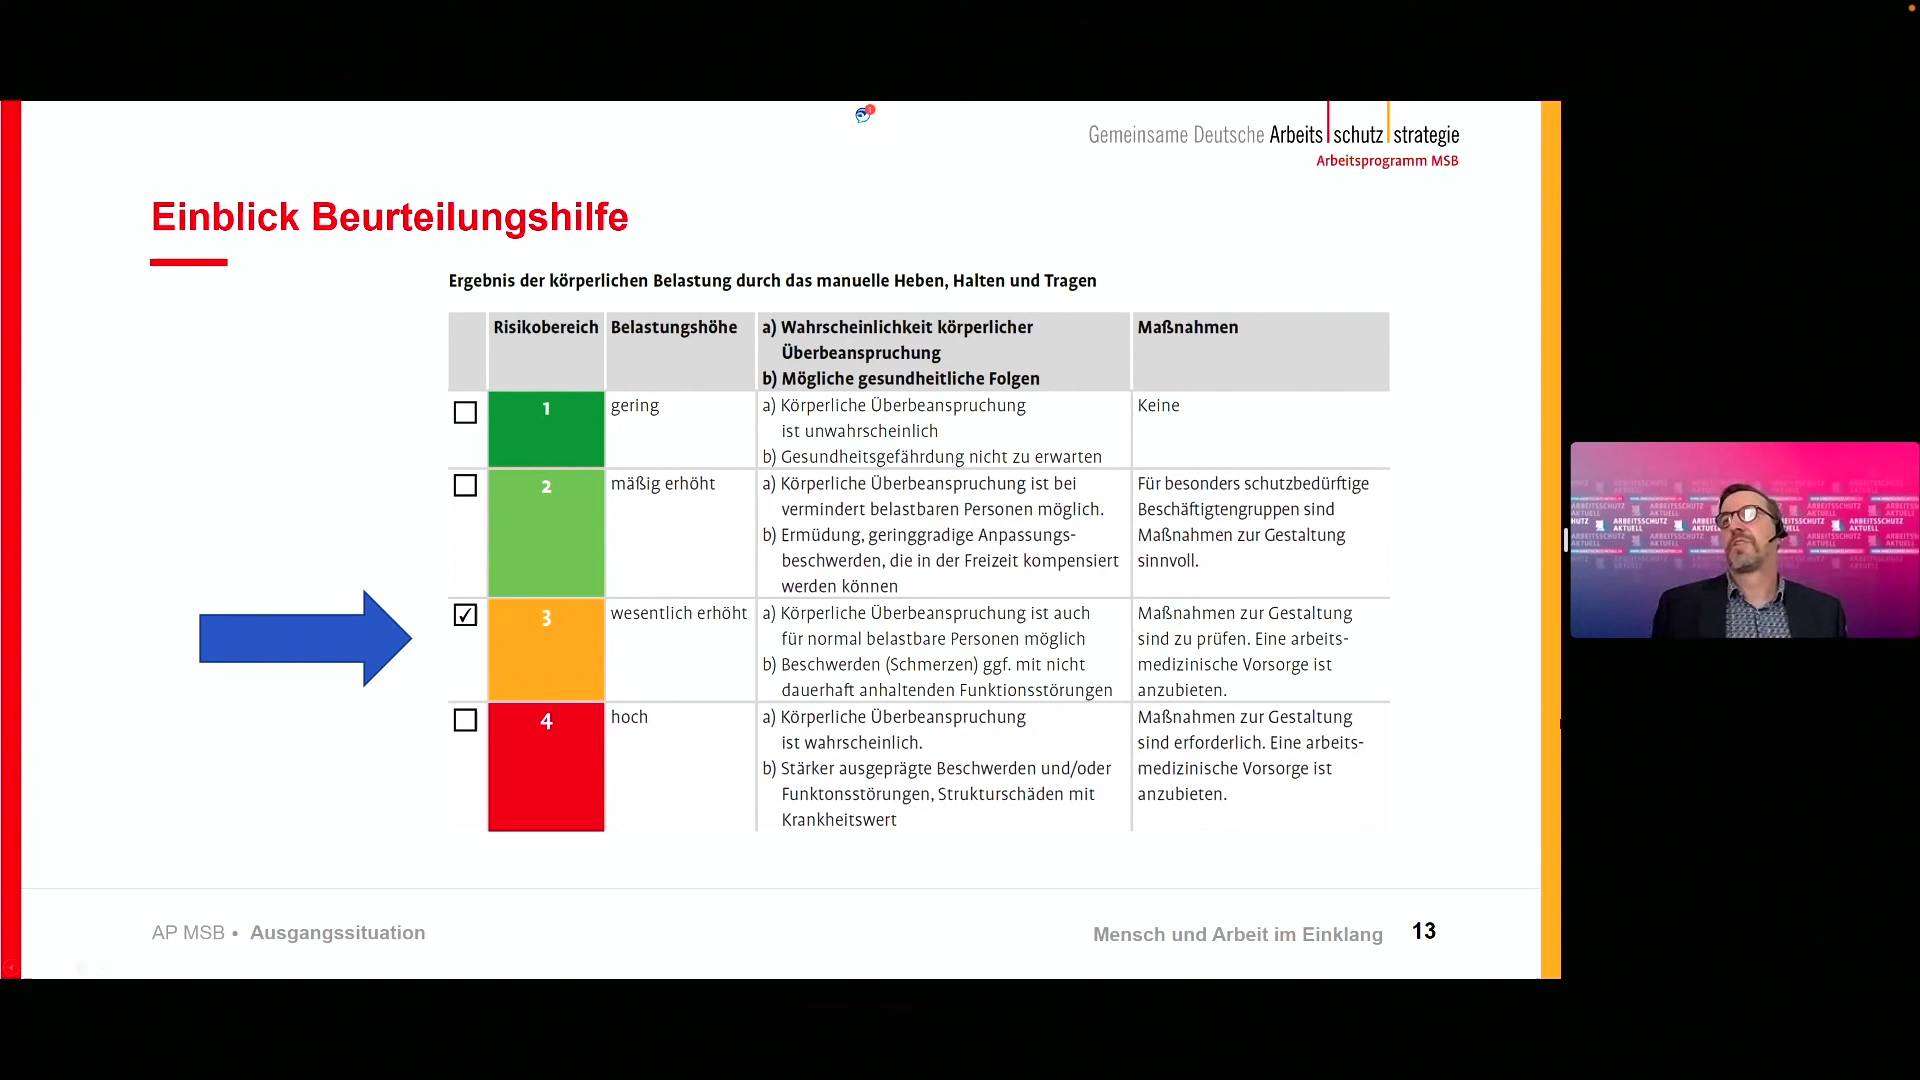 Gemeinsame Deutsche Arbeits schutz strategie
Arbeitsprogramm MSB
Einblick Beurteilungshilfe
Ergebnis der körperlichen Belastung durch das manuelle Heben, Halten und Tragen
Risikobereich
Belastungshöhe
a) Wahrscheinlichkeit körperlicher
Überbeanspruchung
b) Mögliche gesundheitliche Folgen
Maßnahmen
1
gering
a) Körperliche Überbeanspruchung
ist unwahrscheinlich
b) Gesundheitsgefährdung nicht zu erwarten
Keine
2
mäßig erhöht
a) Körperliche Überbeanspruchung ist bei
vermindert belastbaren Personen möglich.
b) Ermüdung, geringgradige Anpassungs-
beschwerden, die in der Freizeit kompensiert
werden können
Für besonders schutzbedürftige
Beschäftigtengruppen sind
Maßnahmen zur Gestaltung
sinnvoll.
3
wesentlich erhöht
a) Körperliche Überbeanspruchung ist auch
für normal belastbare Personen möglich
b) Beschwerden (Schmerzen) ggf. mit nicht
dauerhaft anhaltenden Funktionsstörungen
Maßnahmen zur Gestaltung
sind zu prüfen. Eine arbeits-
medizinische Vorsorge ist
anzubieten.
4
hoch
a) Körperliche Überbeanspruchung
ist wahrscheinlich.
b) Stärker ausgeprägte Beschwerden und/oder
Funktonsstörungen, Strukturschäden mit
Krankheitswert
Maßnahmen zur Gestaltung
sind erforderlich. Eine arbeits-
medizinische Vorsorge ist
anzubieten.
AP MSB • Ausgangssituation
Mensch und Arbeit im Einklang
13
ARBEITSSCHUTZ
AKTUELL